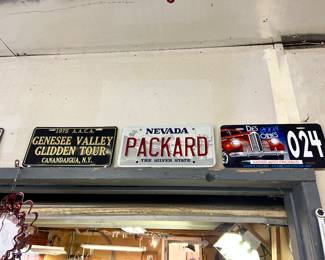 1975 A.A.C.A.
GENESEE VALLEY
GLIDDEN TOUR
CANANDAIGUA, N.Y.
NEVADA
PACKARD
THE SILVER STATE
024